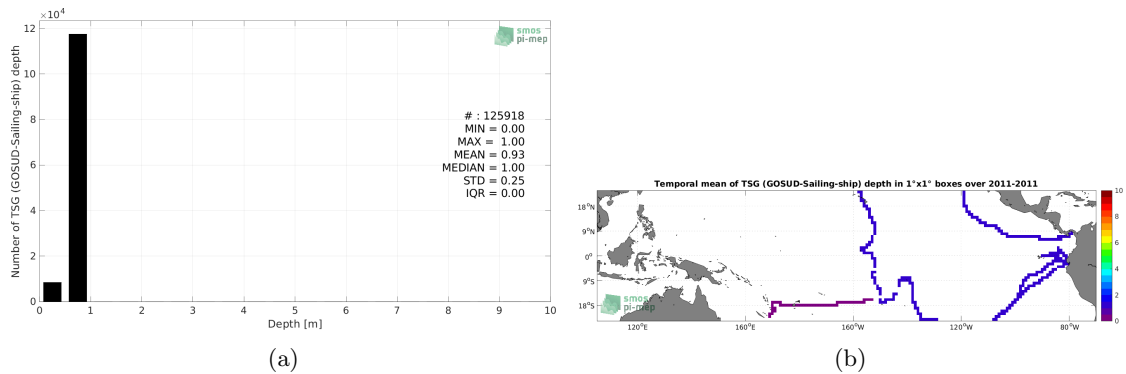 ×10⁴
12
10
8
6
4
2
0
Number of TSG (GOSUD-Sailing-ship) depth
smos
pi-mep
# : 125918
MIN = 0.00
MAX = 1.00
MEAN = 0.93
MEDIAN = 1.00
STD = 0.25
IQR = 0.00
0 1 2 3 4 5 6 7 8 9 10
Depth [m]
(a)
Temporal mean of TSG (GOSUD-Sailing-ship) depth in 1°x1° boxes over 2011-2011
18°N
9°N
0°
9°S
18°S
smos
pi-mep
120°E 160°E 160°W 120°W 80°W
10
8
6
4
2
0
(b)